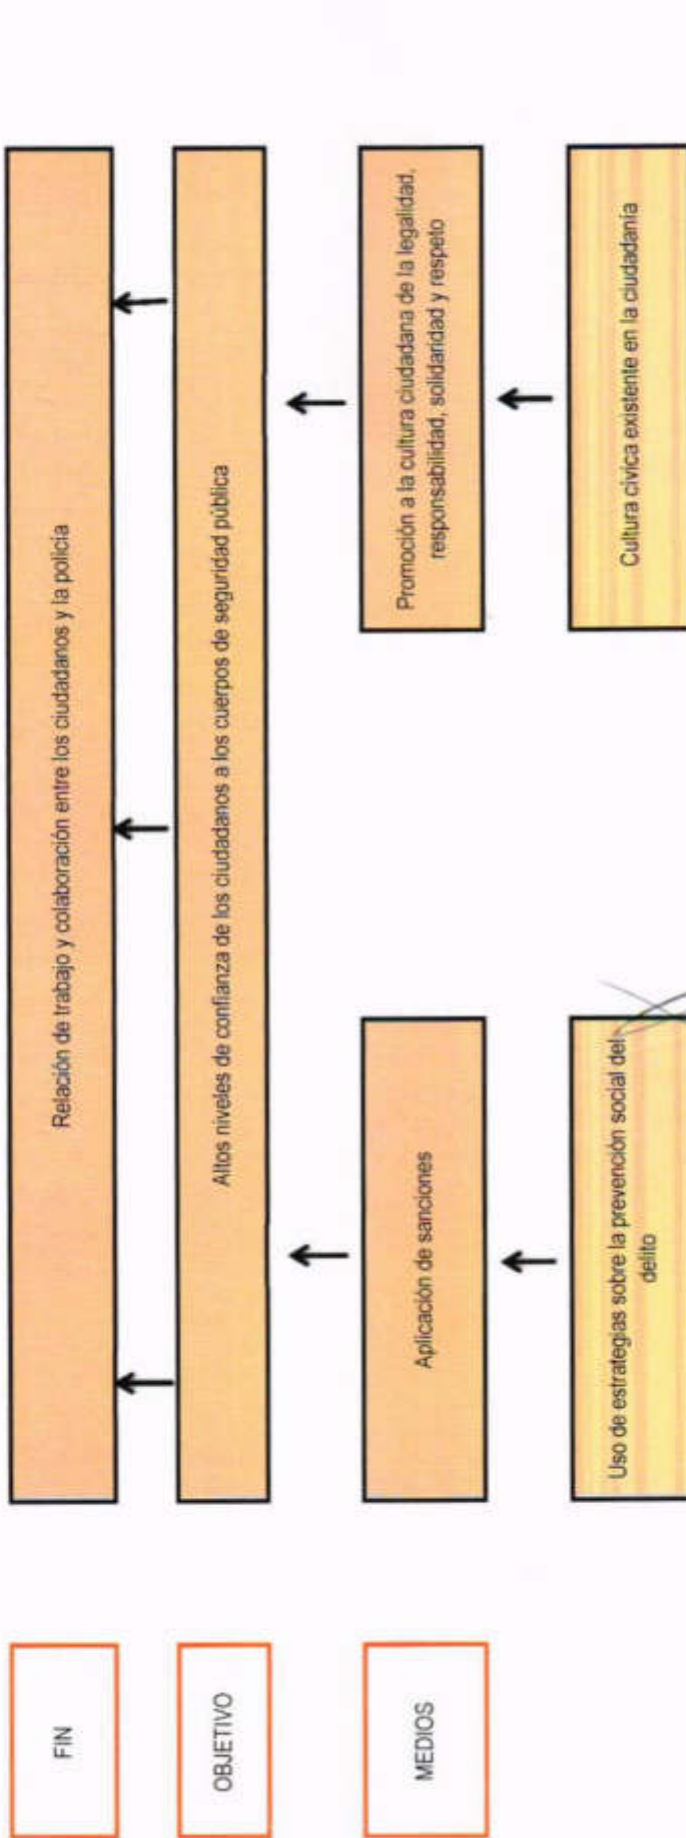 FIN
Relación de trabajo y colaboración entre los ciudadanos y la policía
OBJETIVO
Altos niveles de confianza de los ciudadanos a los cuerpos de seguridad pública
MEDIOS
Aplicación de sanciones
Promoción a la cultura ciudadana de la legalidad,
responsabilidad, solidaridad y respeto
Uso de estrategias sobre la prevención social del
delito
Cultura cívica existente en la ciudadanía